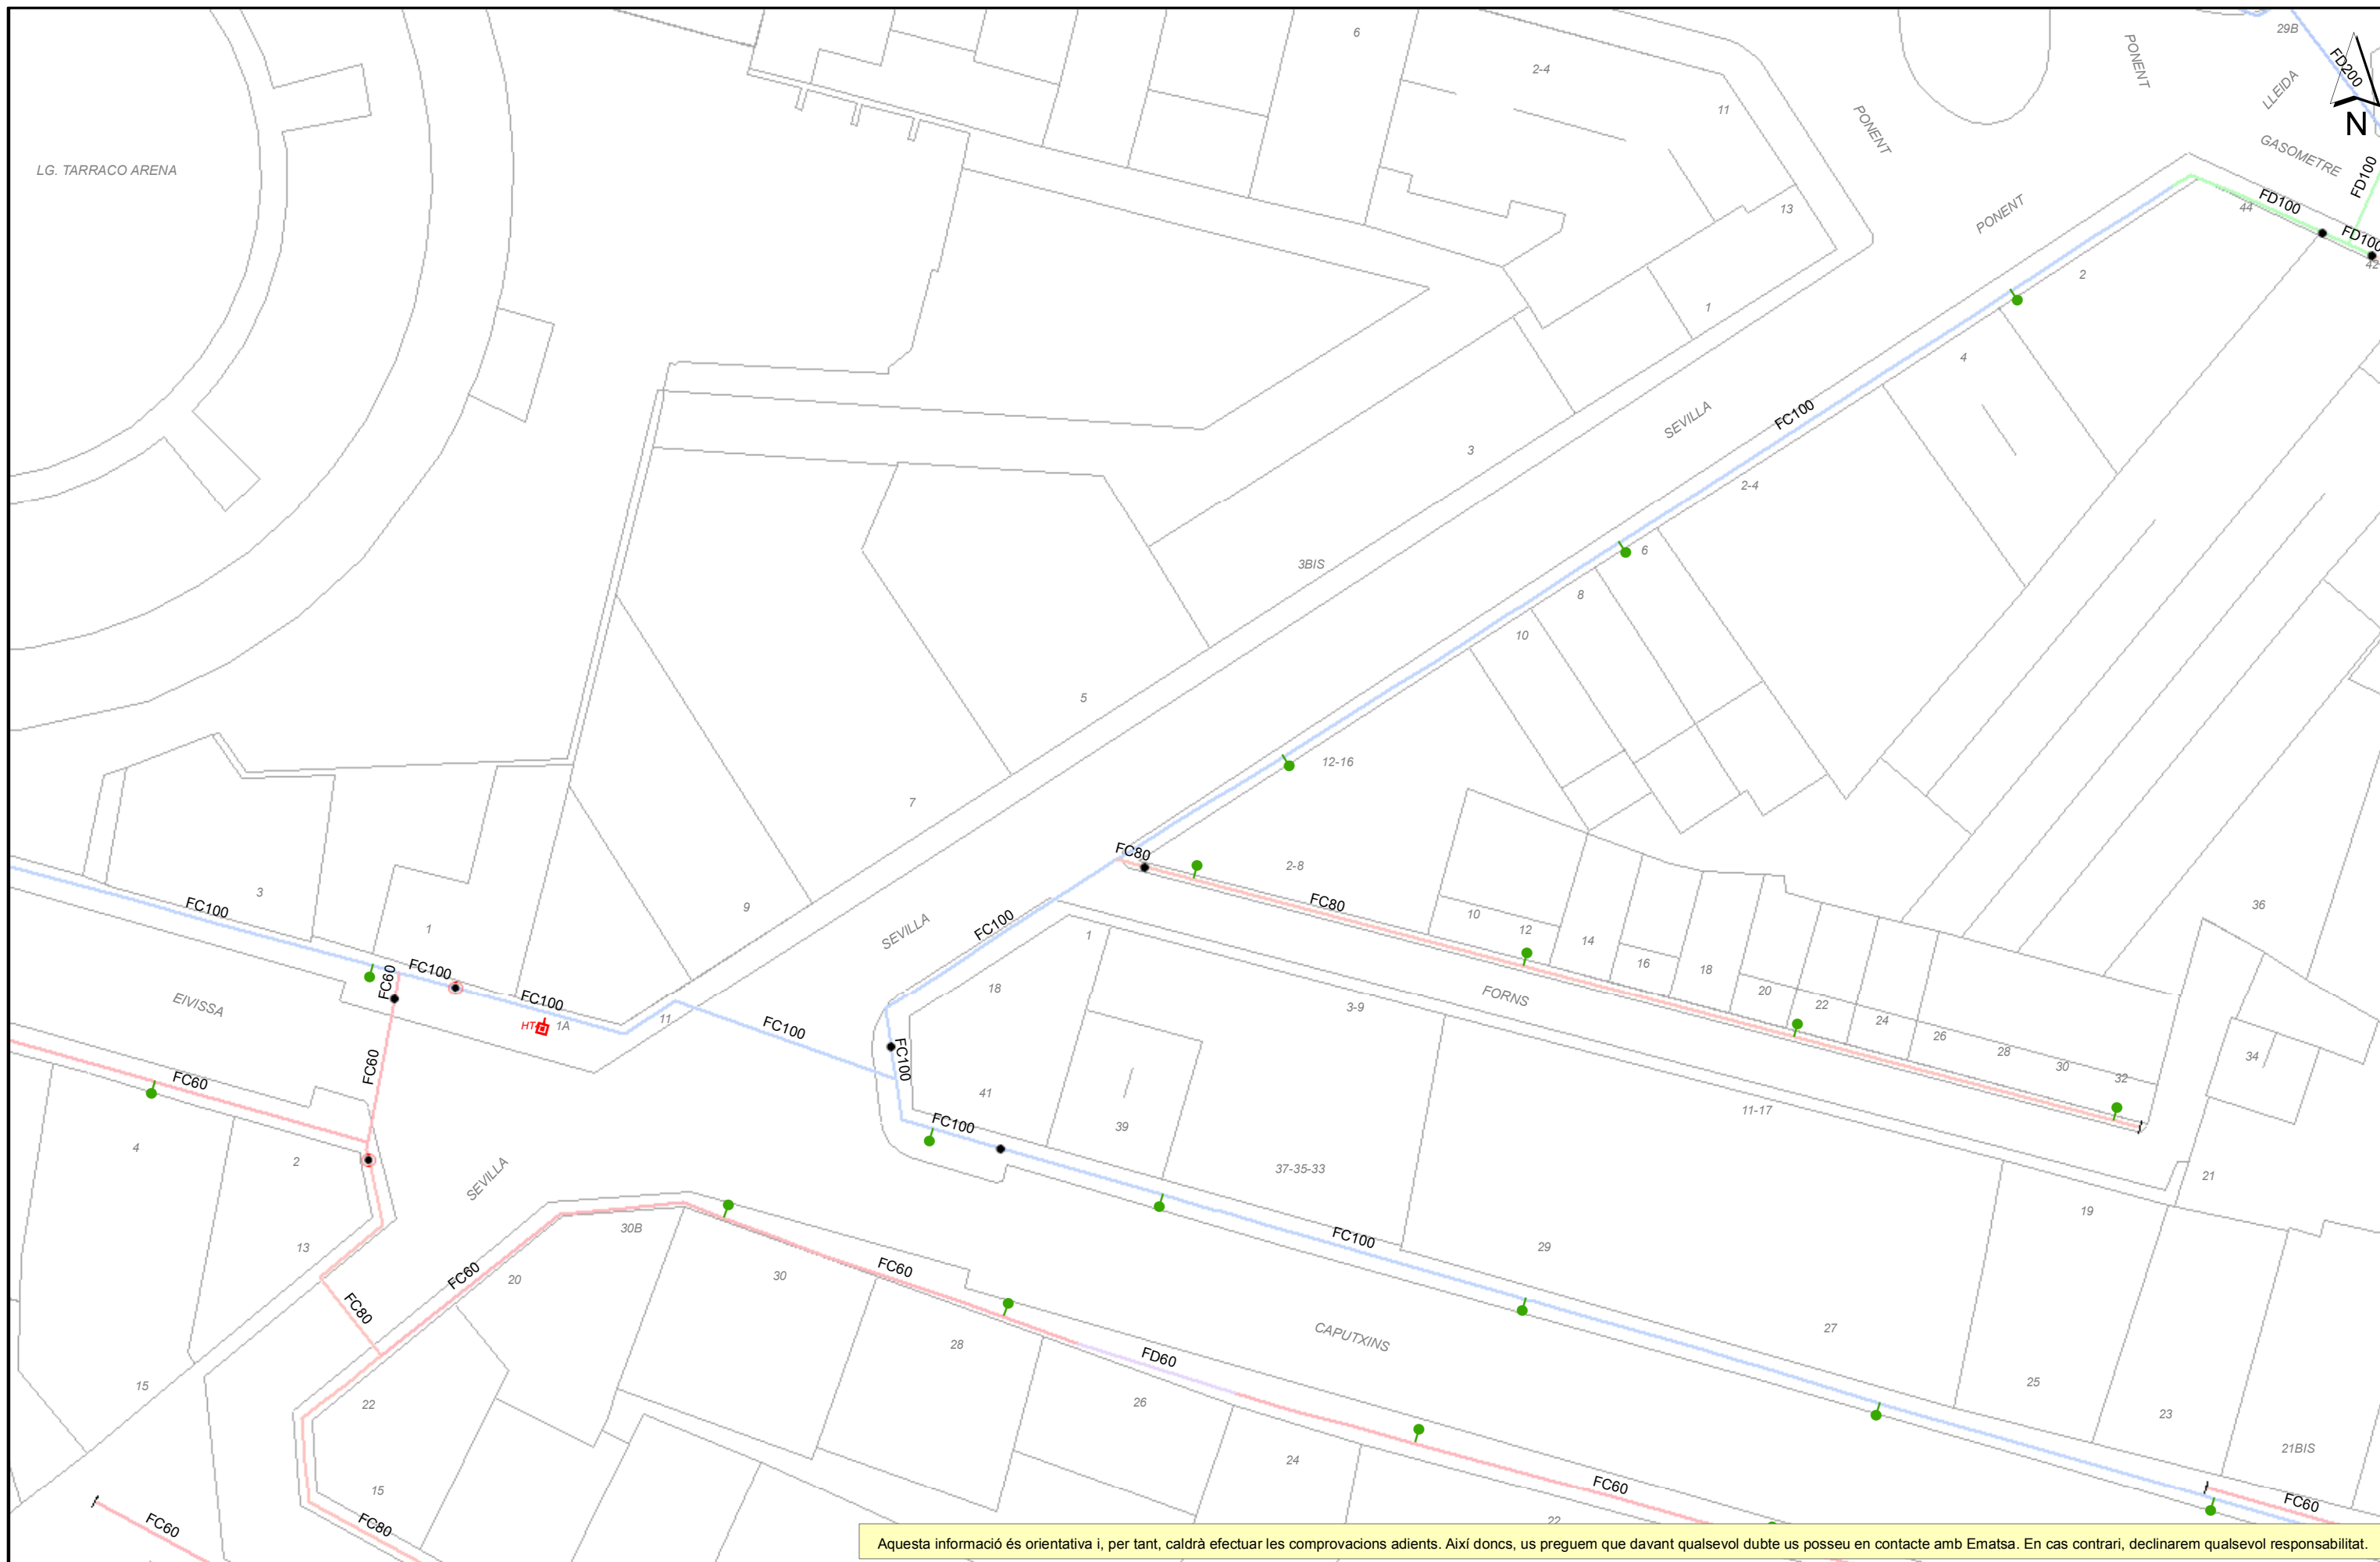 6
2-4
11
PONENT
PONENT
29B
FD200
LLEIDA
N
GASOMETRE
FD100
LG. TARRACO ARENA
13
PONENT
44
FD100
FD100
42
2
1
4
SEVILLA
FC100
3
2-4
3BIS
6
8
10
5
12-16
7
FC80
2-8
3
FC100
9
SEVILLA
FC100
FC80
10
12
14
16
18
20
22
24
26
28
30
32
36
34
1
1
FC60
FC100
FC100
HT
1A
11
EIVISSA
FC100
18
3-9
FORNS
FC60
FC60
FC100
41
FC100
39
37-35-33
11-17
21
19
4
2
SEVILLA
13
30B
20
FC60
30
FC60
FC100
29
FC80
28
CAPUTXINS
FD60
27
15
22
26
25
23
21BIS
24
15
FC60
FC60
FC60
FC80
22
Aquesta informació és orientativa i, per tant, caldrà efectuar les comprovacions adients. Així doncs, us preguem que davant qualsevol dubte us posseu en contacte amb Ematsa. En cas contrari, declinarem qualsevol responsabilitat.